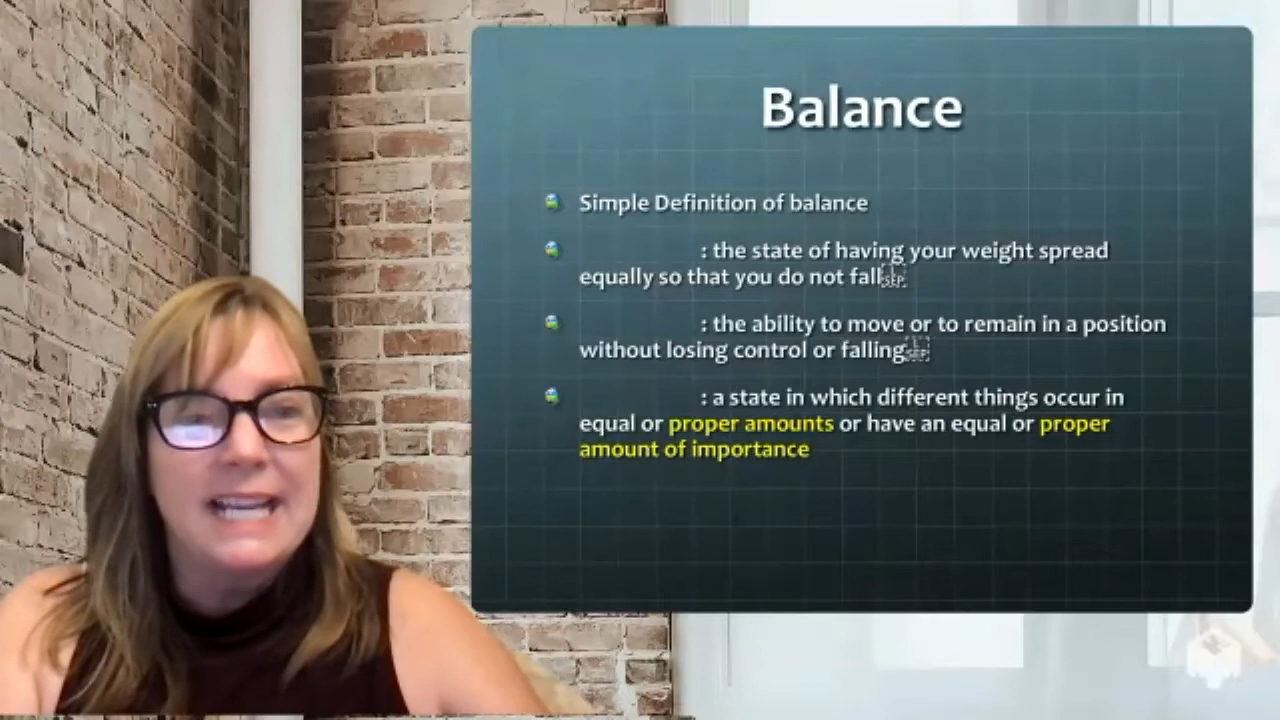 Balance
Simple Definition of balance
: the state of having your weight spread
equally so that you do not fall
: the ability to move or to remain in a position
without losing control or falling
: a state in which different things occur in
equal or proper amounts or have an equal or proper
amount of importance